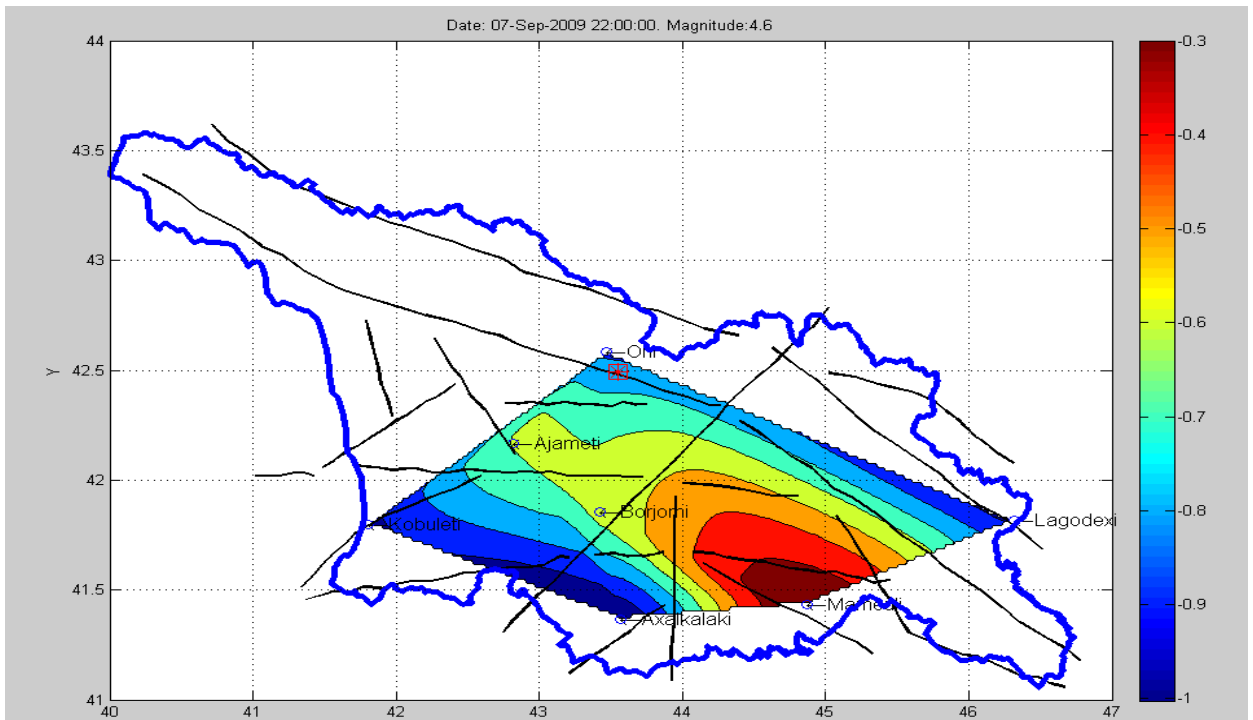 Date: 07-Sep-2009 22:00:00. Magnitude:4.6
44
43.5
43
42.5
42
41.5
41
Y
40
41
42
43
44
45
46
47
Oni
Ajameti
Borjomi
Kobuleti
Lagodexi
Marneuli
Axalkalaki
-0.3
-0.4
-0.5
-0.6
-0.7
-0.8
-0.9
-1